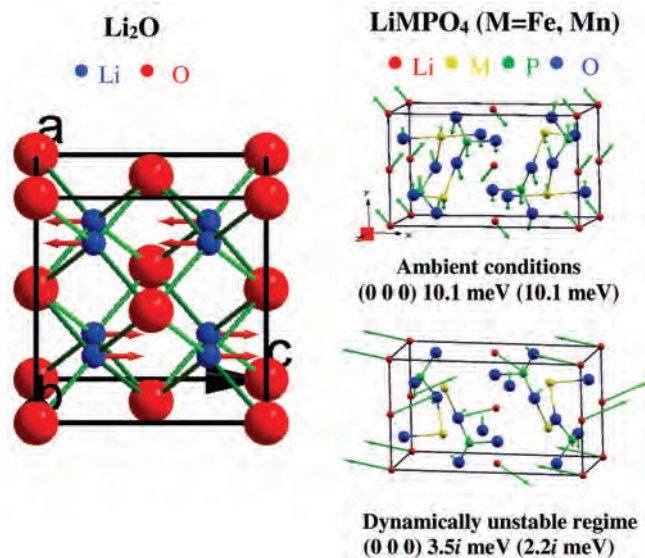 Li₂O
Li O
a
b
c
LiMPO₄ (M=Fe, Mn)
Li M P O
Y
X
Ambient conditions
(0 0 0) 10.1 meV (10.1 meV)
Dynamically unstable regime
(0 0 0) 3.5i meV (2.2i meV)